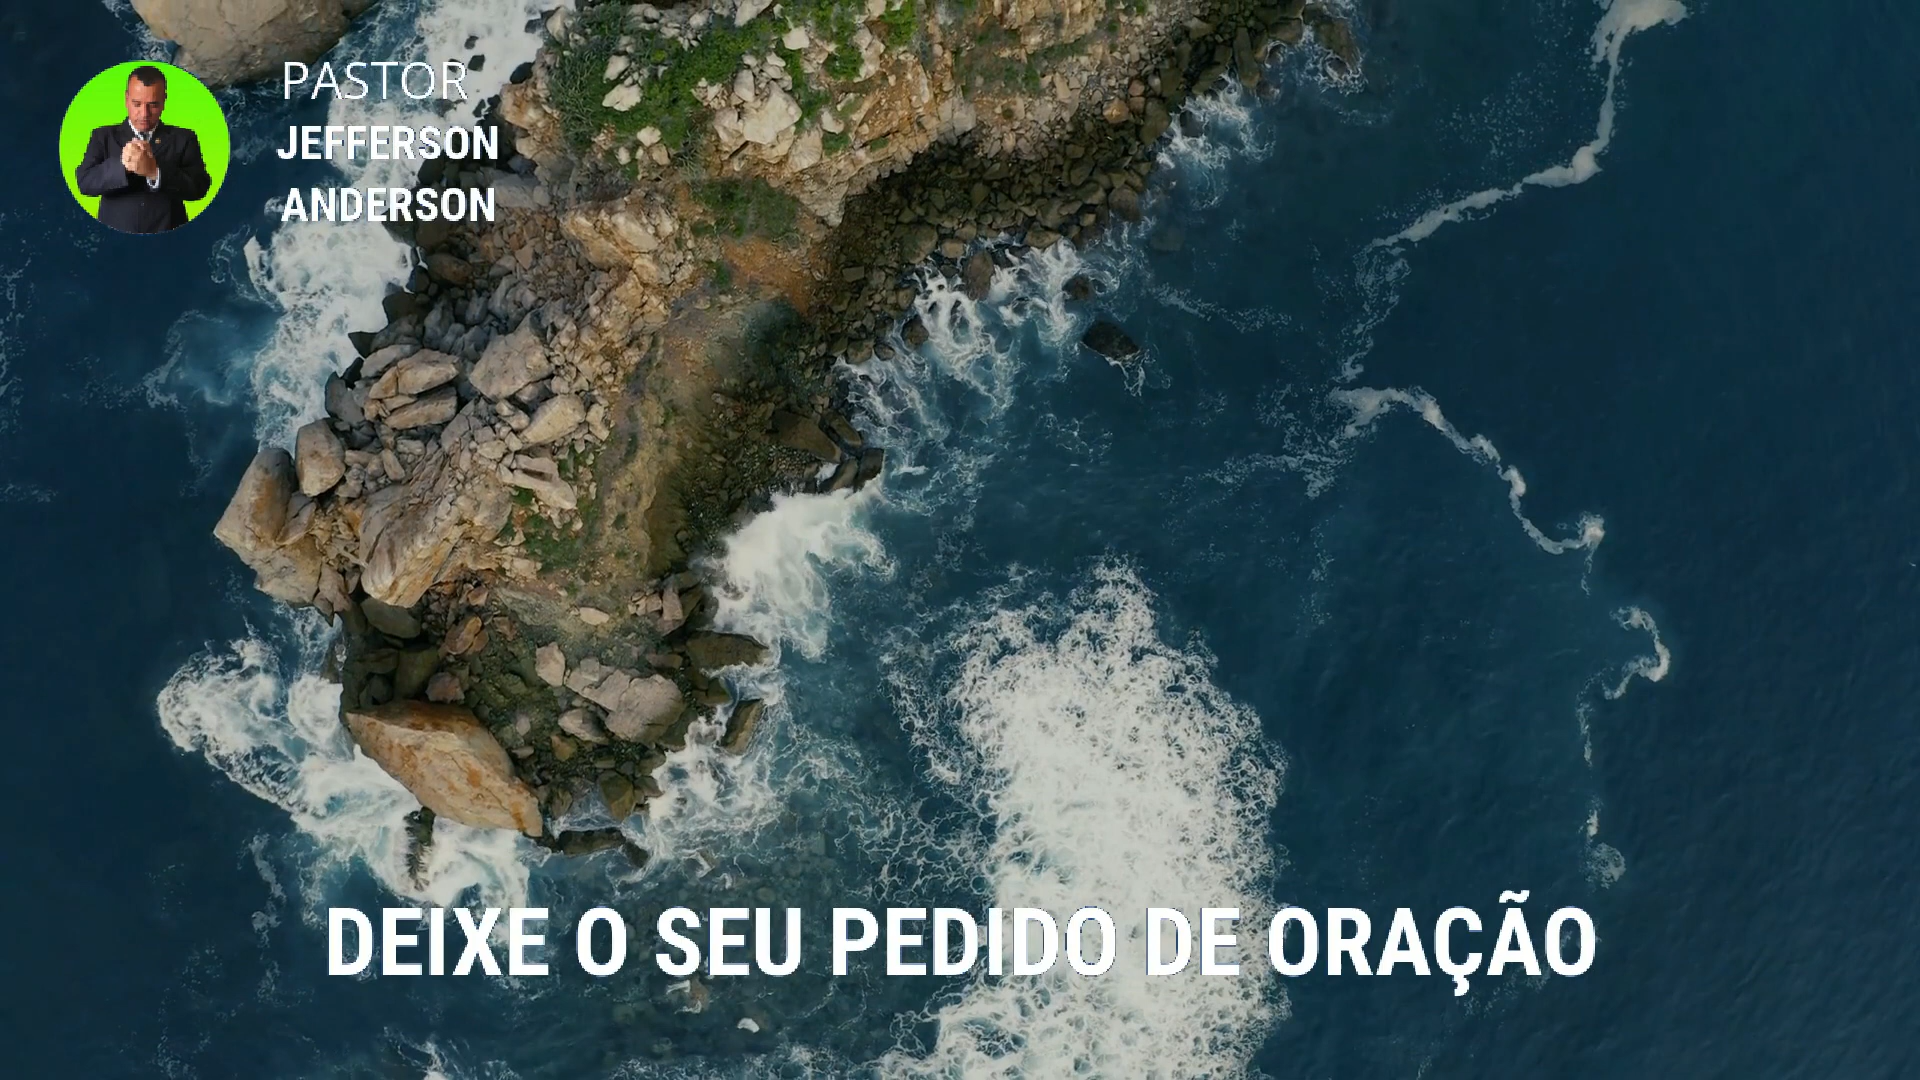 PASTOR
JEFFERSON
ANDERSON
DEIXE O SEU PEDIDO DE ORAÇÃO